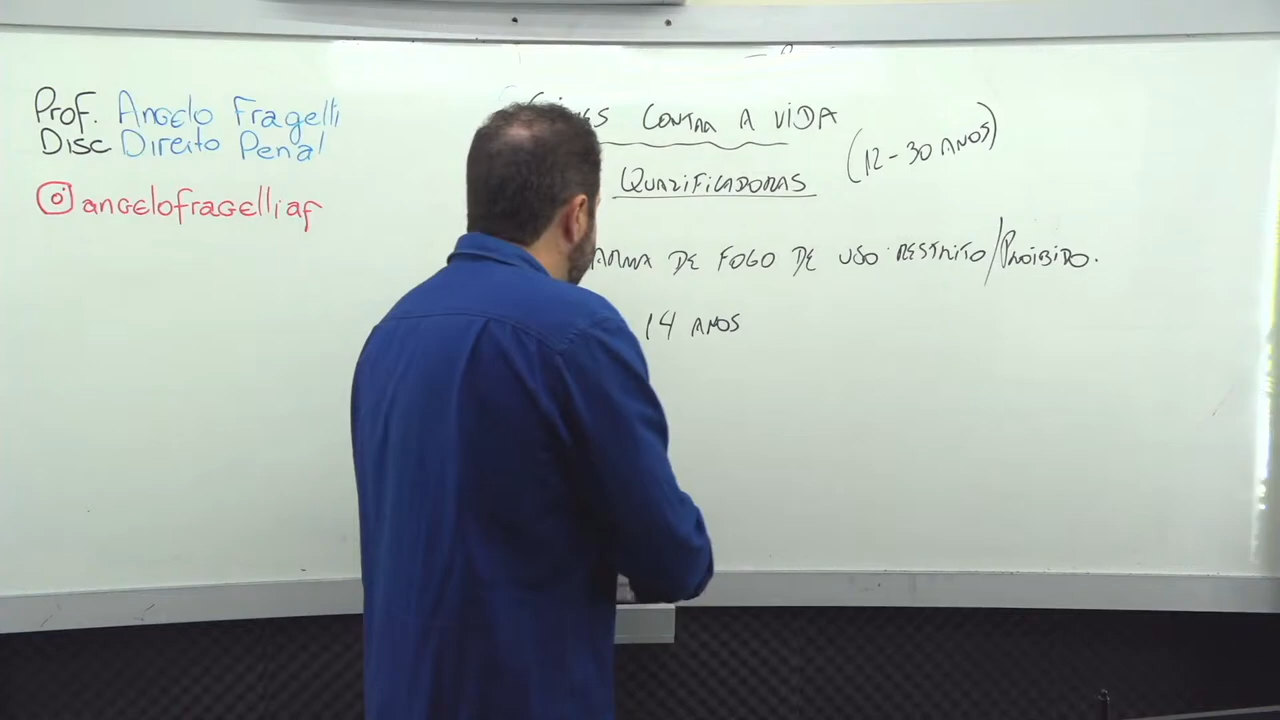 Prof. Angelo Fragelli
Disc Direito Penal
angelofragelliaf
CONTRA A VIDA
(12-30 ANOS)
QUALIFICADORAS
ARMA DE FOGO DE USO RESTRITO/PROIBIDO.
14 ANOS